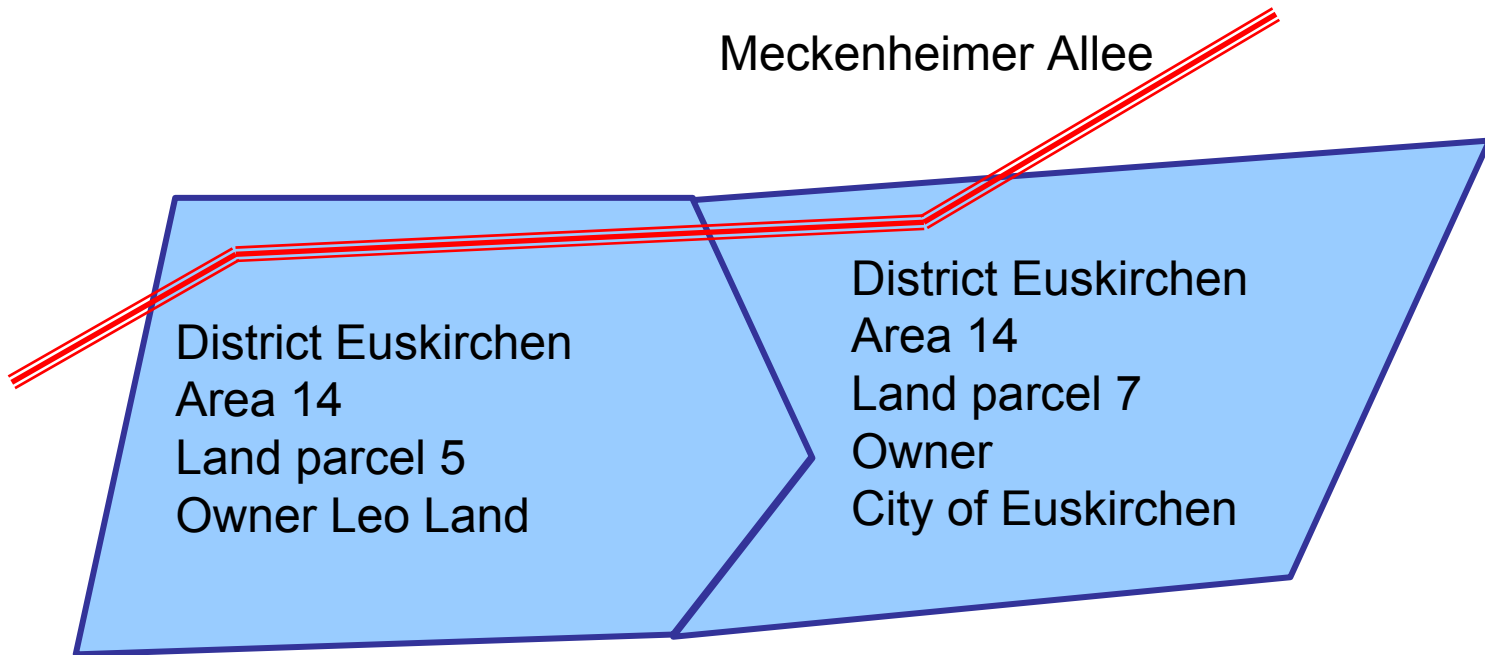 Meckenheimer Allee
District Euskirchen
Area 14
Land parcel 5
Owner Leo Land
District Euskirchen
Area 14
Land parcel 7
Owner
City of Euskirchen